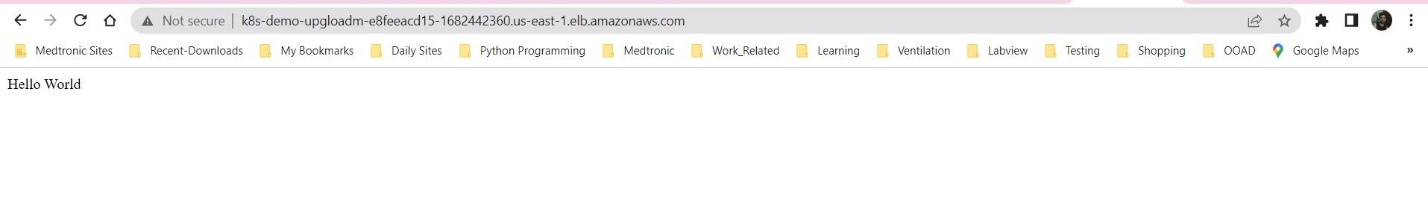 Not secure | k8s-demo-upgloadm-e8feeacd15-1682442360.us-east-1.elb.amazonaws.com
Medtronic Sites Recent-Downloads My Bookmarks Daily Sites Python Programming Medtronic Work_Related Learning Ventilation Labview Testing Shopping OOAD Google Maps »
Hello World